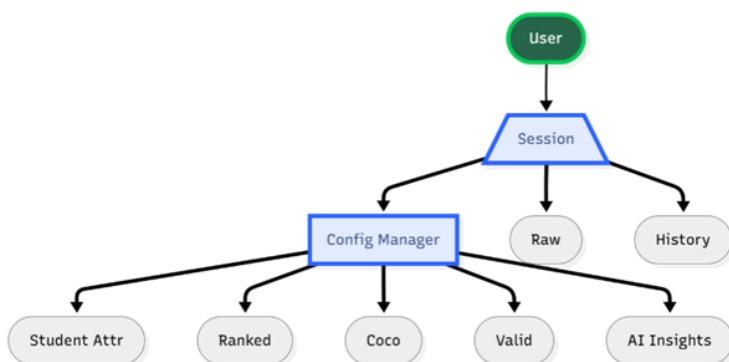 User
Session
Config Manager
Raw
History
Student Attr
Ranked
Coco
Valid
AI Insights